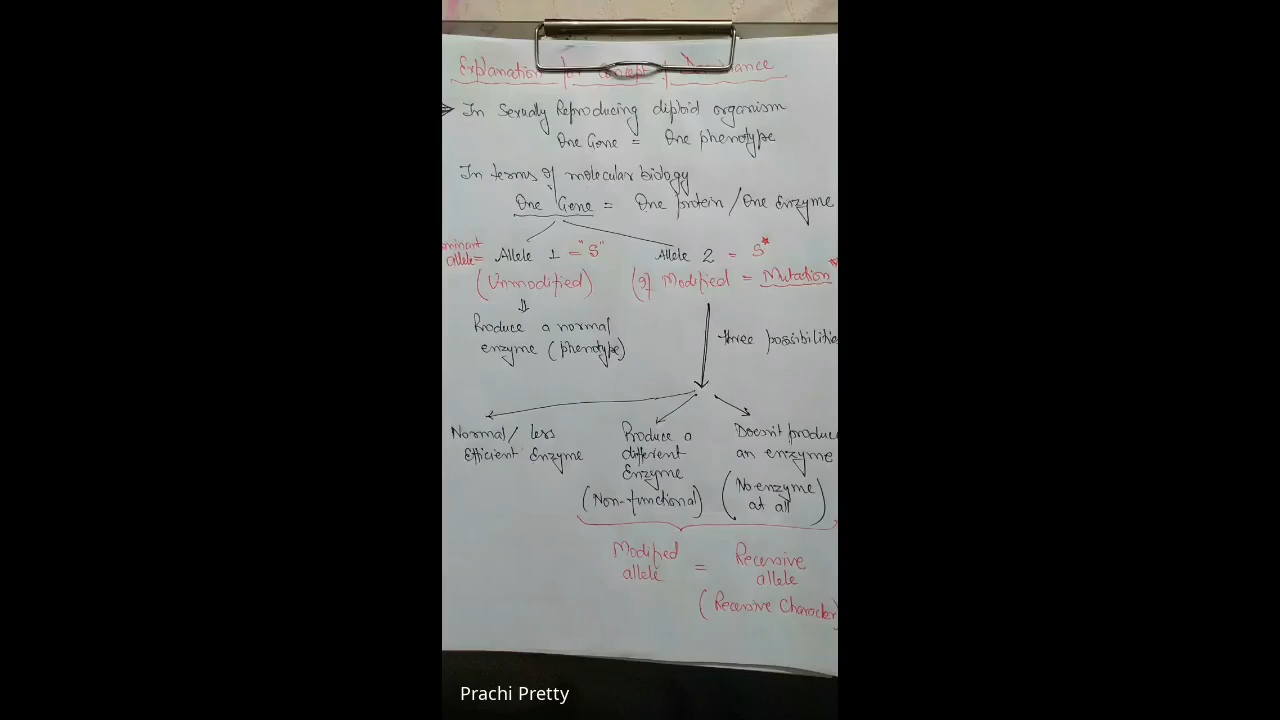 Explanation for Concept of Dominance
In Sexually Reproducing diploid organism
One Gene = One phenotype
In terms of molecular biology
One Gene = One protein / One Enzyme
minant allele = Allele 1 = "S" Allele 2 = S*
(Unmodified) (If) Modified = Mutation*
Produce a normal enzyme (phenotype)
three possibilitie
Normal/less Efficient Enzyme
Produce a different Enzyme (Non-functional)
Doesn't produc an enzyme (No enzyme at all)
Modified allele = Recessive allele
(Recessive Character)
Prachi Pretty